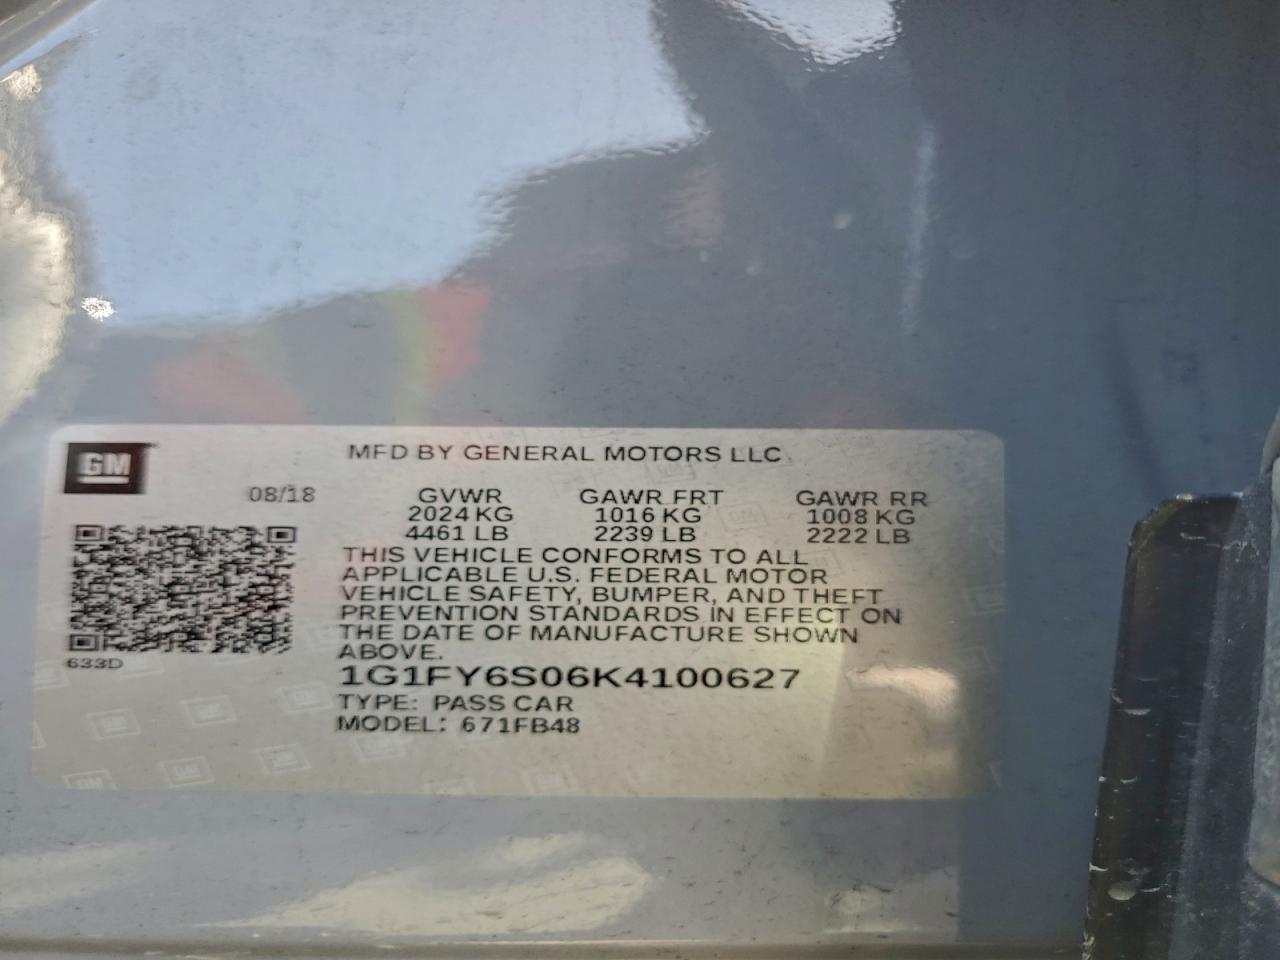 GM
MFD BY GENERAL MOTORS LLC
08/18
GVWR GAWR FRT GAWR RR
2024 KG 1016 KG 1008 KG
4461 LB 2239 LB 2222 LB
THIS VEHICLE CONFORMS TO ALL
APPLICABLE U.S. FEDERAL MOTOR
VEHICLE SAFETY, BUMPER, AND THEFT
PREVENTION STANDARDS IN EFFECT ON
THE DATE OF MANUFACTURE SHOWN
ABOVE.
633D
1G1FY6S06K4100627
TYPE: PASS CAR
MODEL: 671FB48